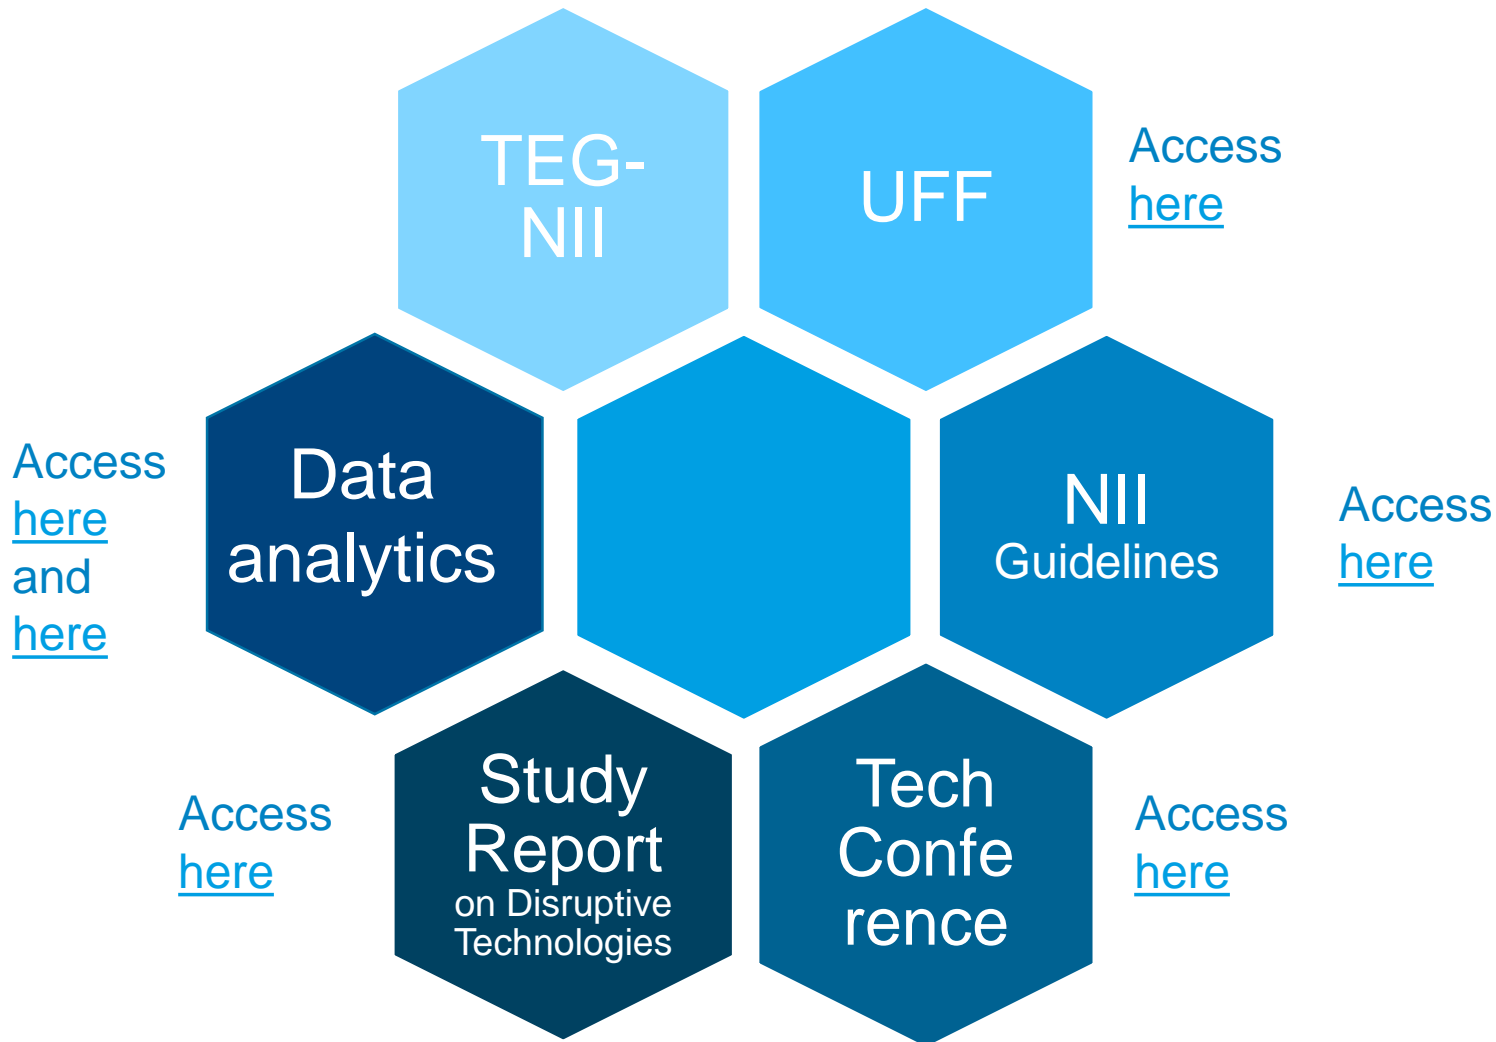 TEG-
NII
UFF
Access
here
Data
analytics
Access
here
and
here
NII
Guidelines
Access
here
Study
Report
on Disruptive
Technologies
Access
here
Tech
Confe
rence
Access
here